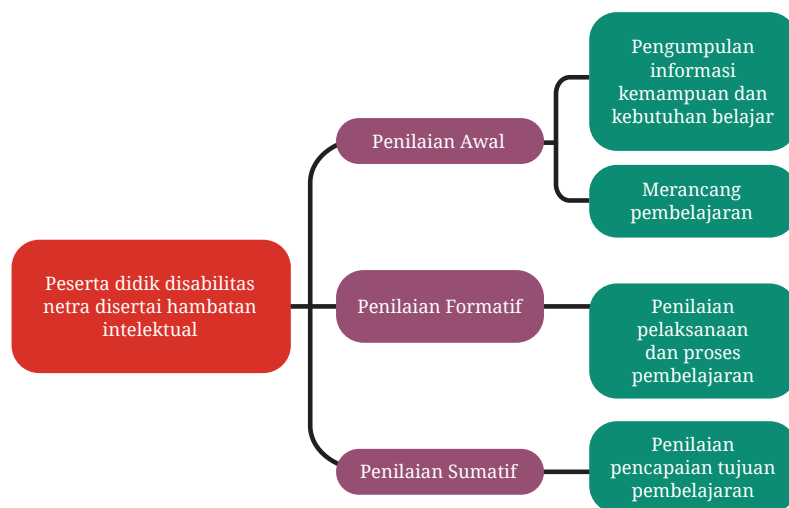 Peserta didik disabilitas
netra disertai hambatan
intelektual
Penilaian Awal
Pengumpulan
informasi
kemampuan dan
kebutuhan belajar
Merancang
pembelajaran
Penilaian Formatif
Penilaian
pelaksanaan
dan proses
pembelajaran
Penilaian Sumatif
Penilaian
pencapaian tujuan
pembelajaran